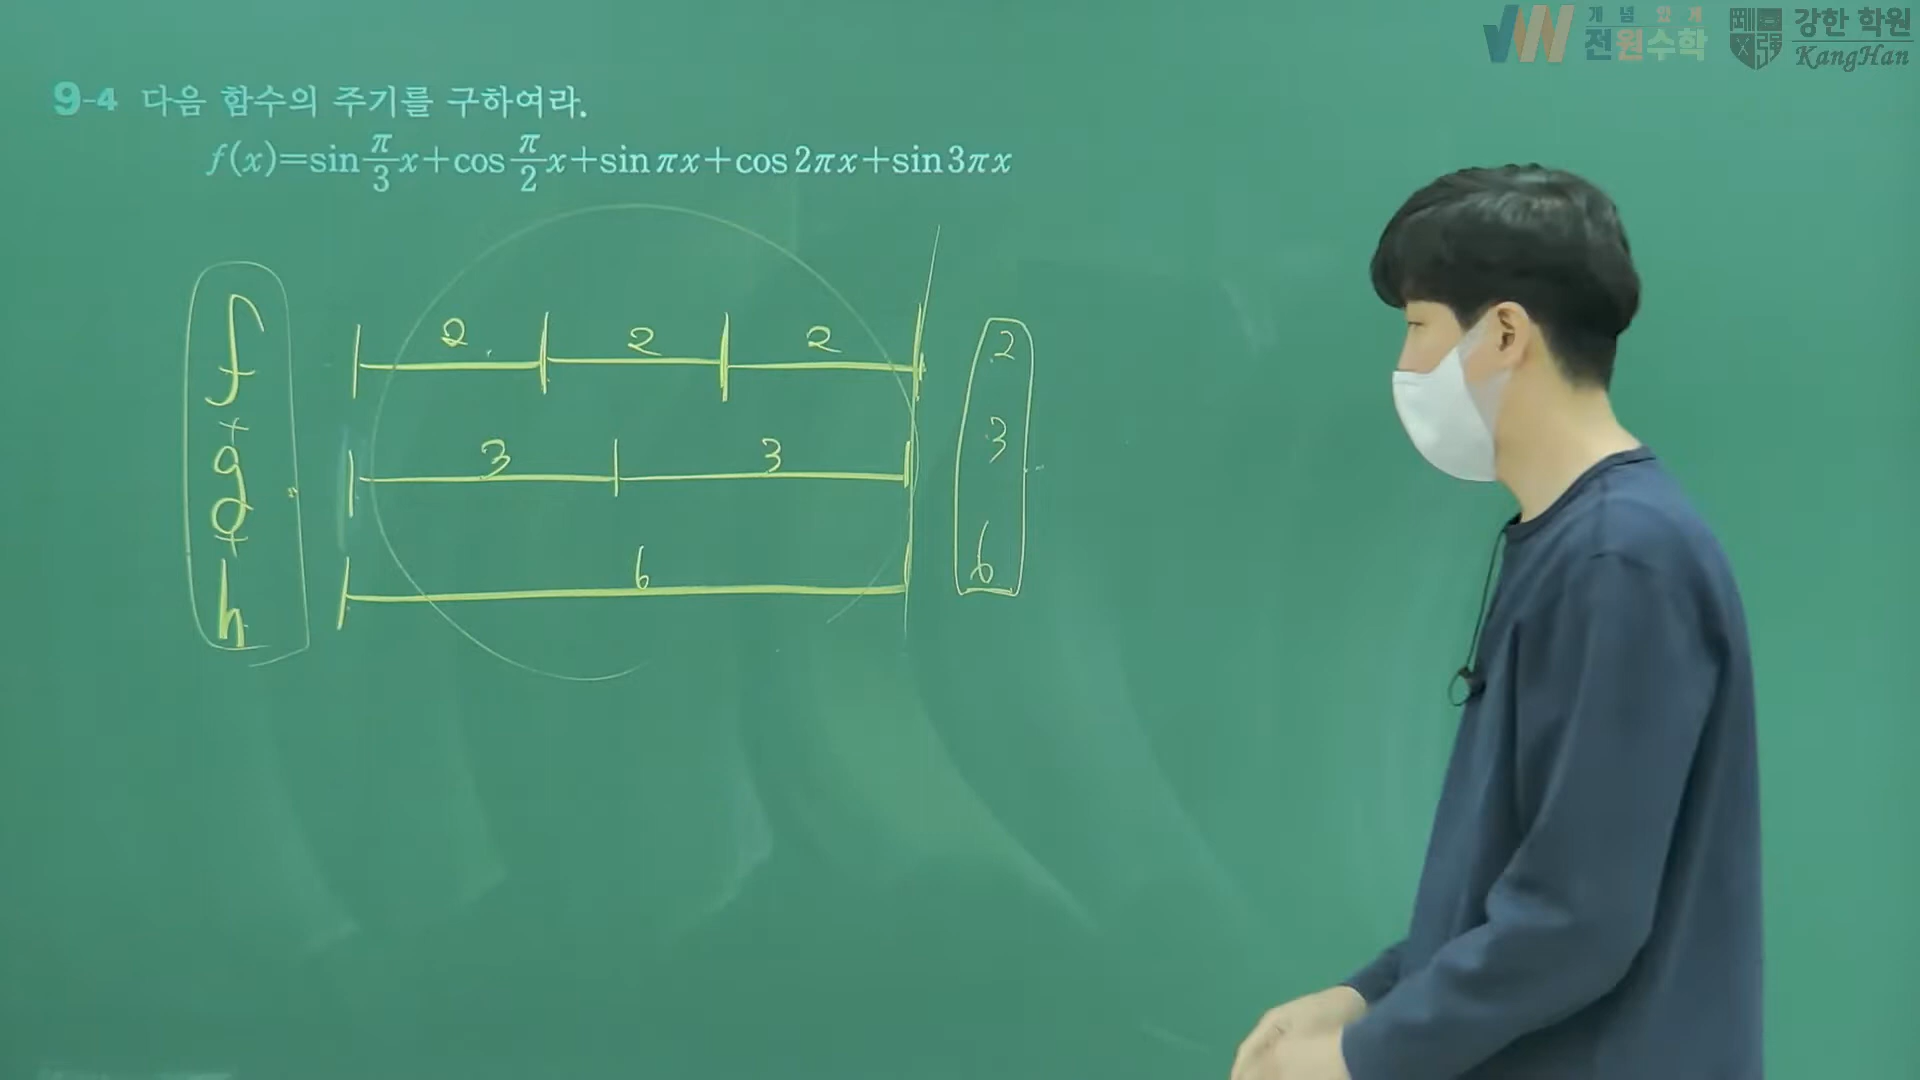 개념있게
전원수학
강한 학원
KangHan
9-4 다음 함수의 주기를 구하여라.
f(x)=sin π/3 x+cos π/2 x+sin πx+cos 2πx+sin 3πx
f + g + h
2 2 2
3 3
6
2
3
6